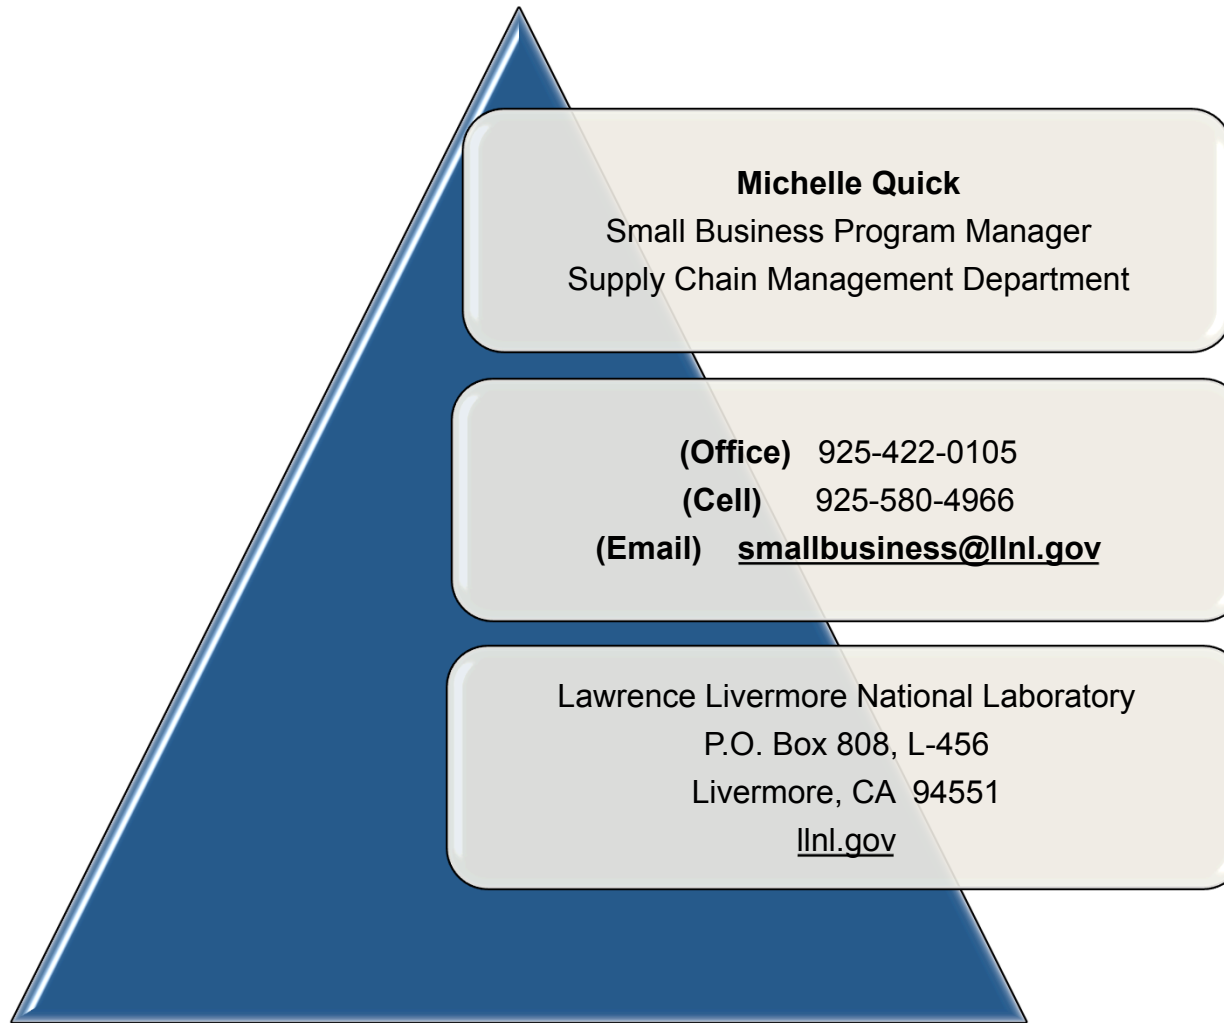 Michelle Quick
Small Business Program Manager
Supply Chain Management Department
(Office) 925-422-0105
(Cell) 925-580-4966
(Email) smallbusiness@llnl.gov
Lawrence Livermore National Laboratory
P.O. Box 808, L-456
Livermore, CA 94551
llnl.gov